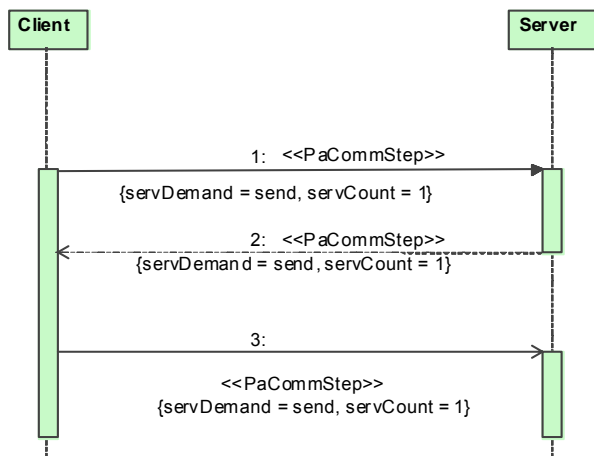 Client
Server
1: <<PaCommStep>>
{servDemand = send, servCount = 1}
2: <<PaCommStep>>
{servDemand = send, servCount = 1}
3:
<<PaCommStep>>
{servDemand = send, servCount = 1}